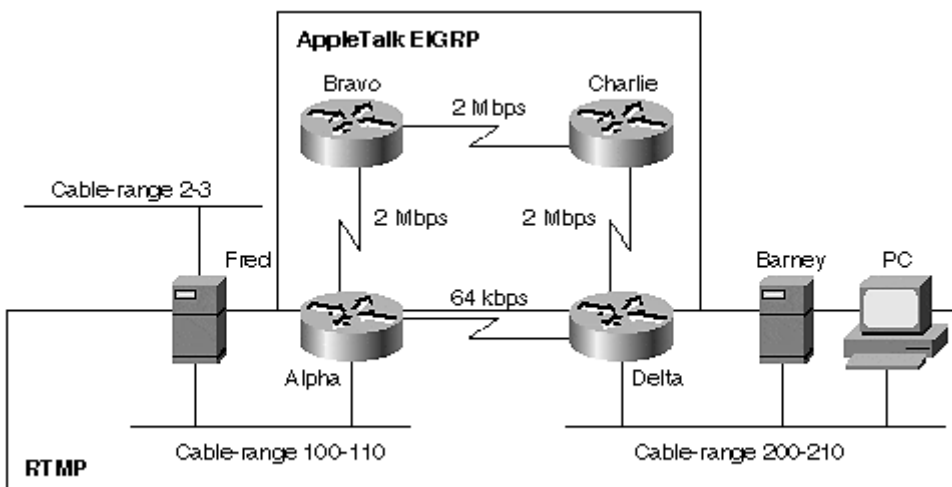 AppleTalk EIGRP
Bravo
Charlie
2 Mbps
Cable-range 2-3
2 Mbps
2 Mbps
Fred
Barney
PC
64 kbps
Alpha
Delta
Cable-range 100-110
Cable-range 200-210
RTMP